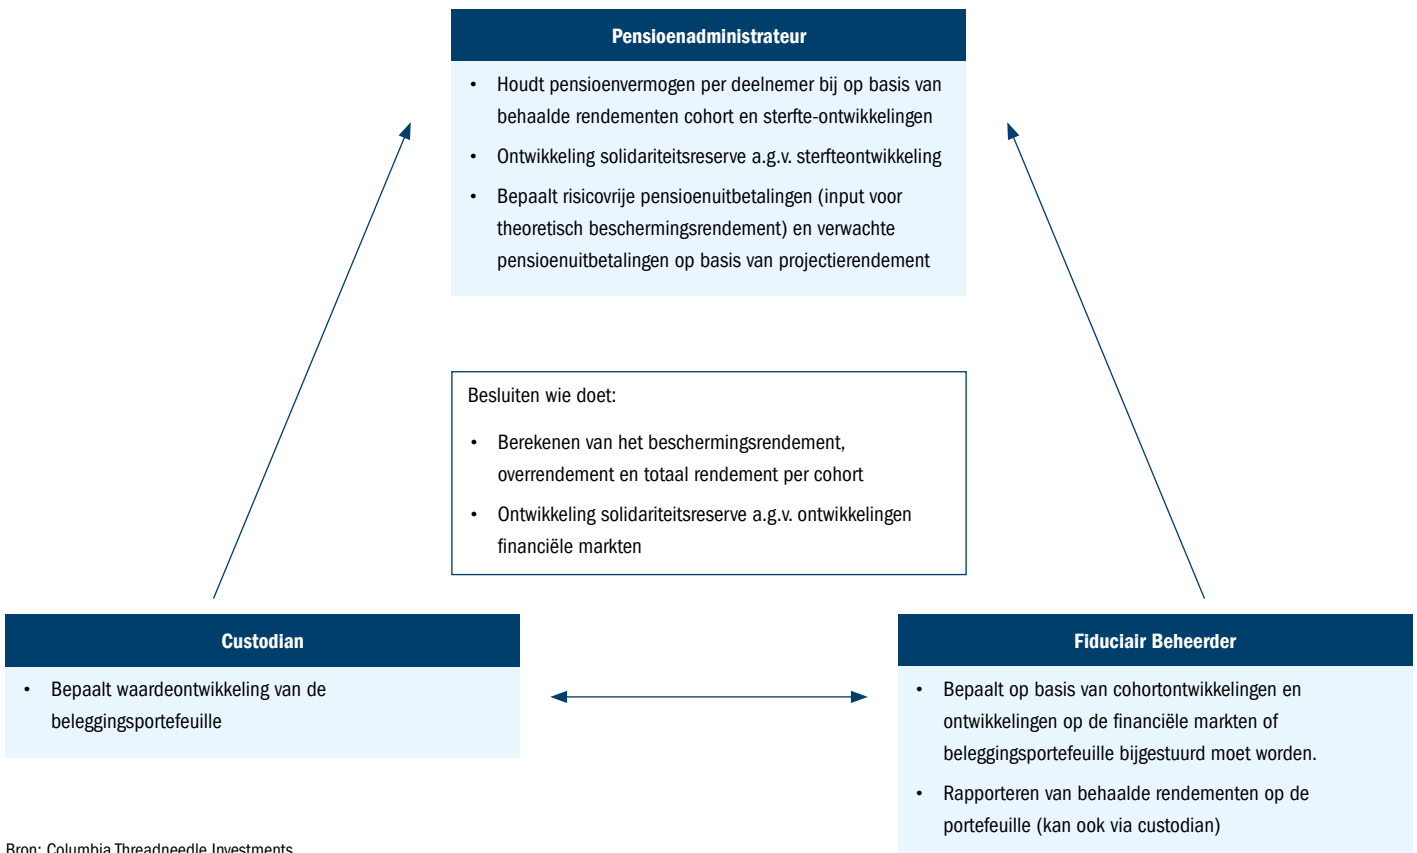 Pensioenadministrateur
• Houdt pensioenvermogen per deelnemer bij op basis van
behaalde rendementen cohort en sterfte-ontwikkelingen
• Ontwikkeling solidariteitsreserve a.g.v. sterfteontwikkeling
• Bepaalt risicovrije pensioenuitbetalingen (input voor
theoretisch beschermingsrendement) en verwachte
pensioenuitbetalingen op basis van projectierendement
Besluiten wie doet:
• Berekenen van het beschermingsrendement,
overrendement en totaal rendement per cohort
• Ontwikkeling solidariteitsreserve a.g.v. ontwikkelingen
financiële markten
Custodian
• Bepaalt waardeontwikkeling van de
beleggingsportefeuille
Fiduciair Beheerder
• Bepaalt op basis van cohortontwikkelingen en
ontwikkelingen op de financiële markten of
beleggingsportefeuille bijgestuurd moet worden.
• Rapporteren van behaalde rendementen op de
portefeuille (kan ook via custodian)
Bron: Columbia Threadneedle Investments